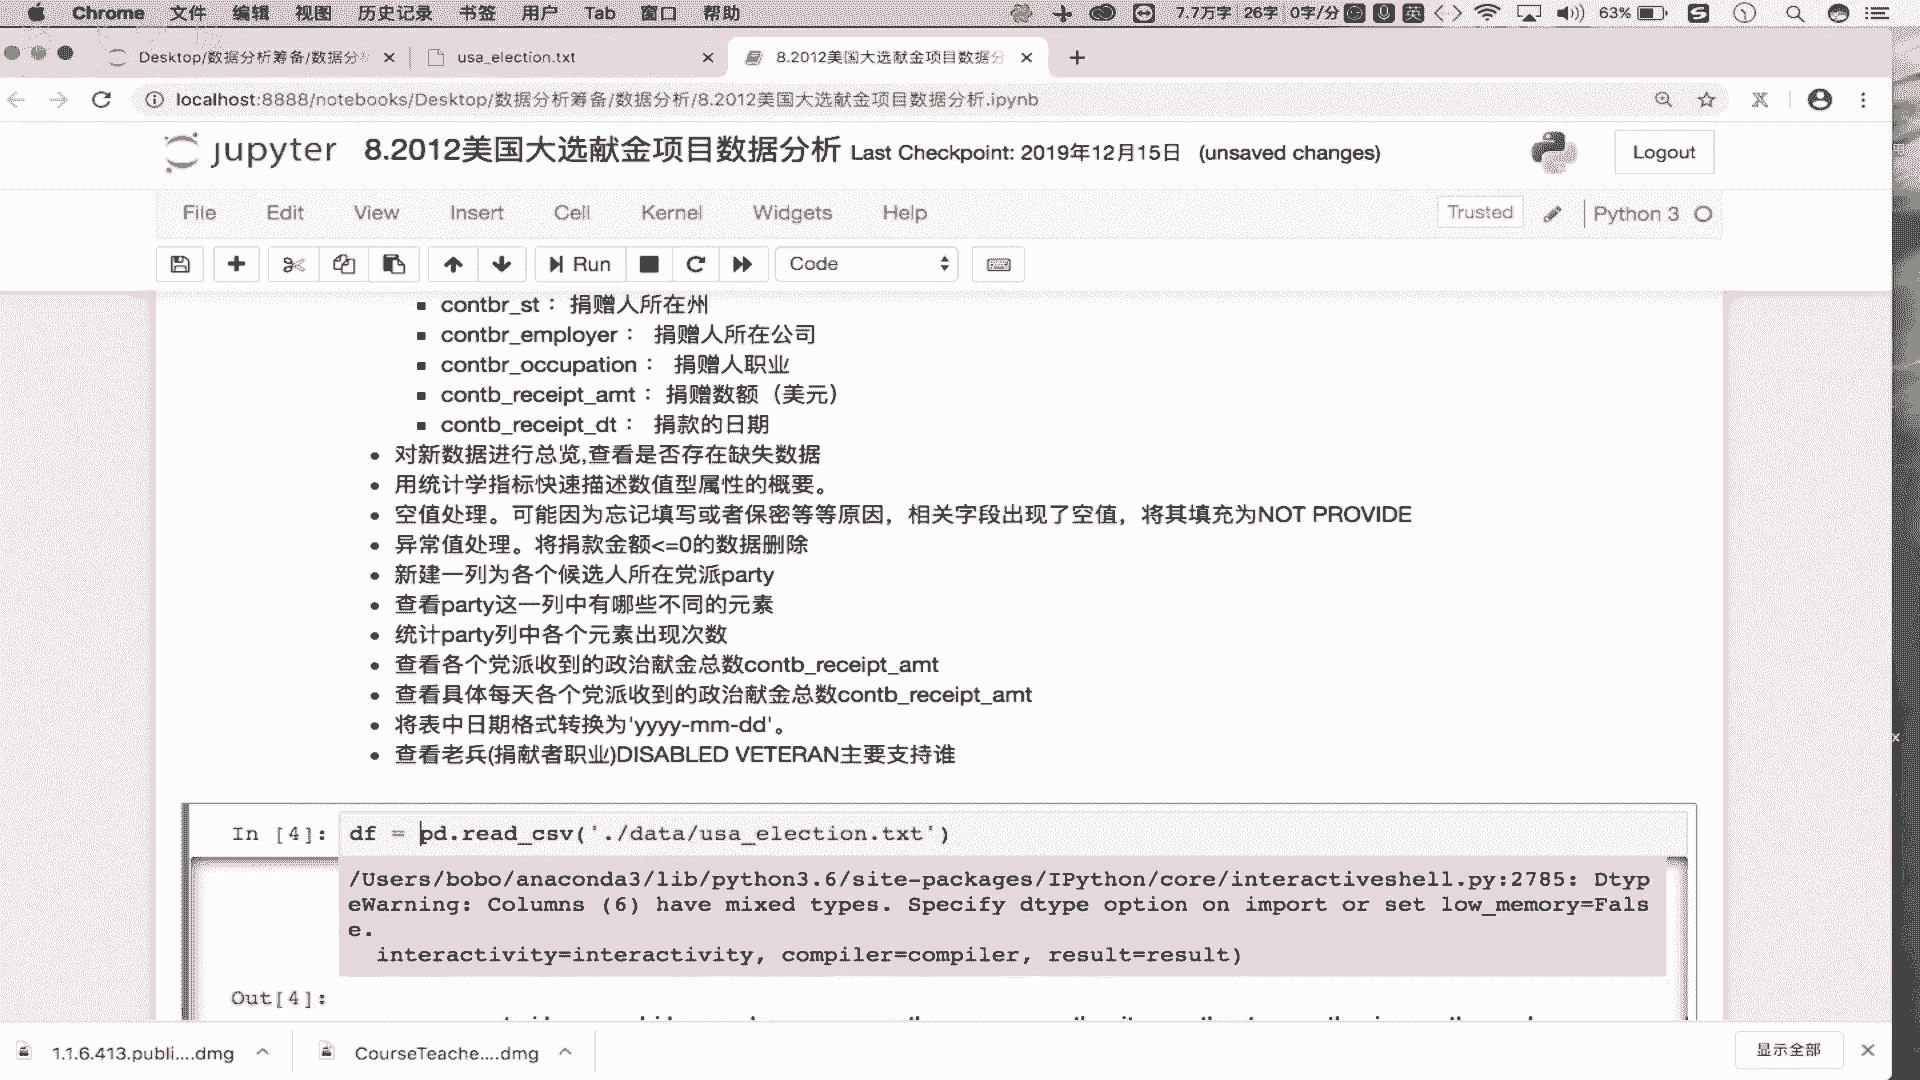 Chrome 文件 编辑 视图 历史记录 书签 用户 Tab 窗口 帮助 7.7万字 26字 0字/分 英 63%
Desktop/数据分析筹备/数据分 usa_election.txt 8.2012美国大选献金项目数据分
localhost:8888/notebooks/Desktop/数据分析筹备/数据分析/8.2012美国大选献金项目数据分析.ipynb
jupyter 8.2012美国大选献金项目数据分析 Last Checkpoint: 2019年12月15日 (unsaved changes) Logout
File Edit View Insert Cell Kernel Widgets Help Trusted Python 3
Run Code
contbr_st ： 捐赠人所在州
contbr_employer ： 捐赠人所在公司
contbr_occupation ： 捐赠人职业
contb_receipt_amt ：捐赠数额（美元）
contb_receipt_dt ： 捐款的日期
对新数据进行总览,查看是否存在缺失数据
用统计学指标快速描述数值型属性的概要。
空值处理。可能因为忘记填写或者保密等等原因，相关字段出现了空值，将其填充为NOT PROVIDE
异常值处理。将捐款金额<=0的数据删除
新建一列为各个候选人所在党派party
查看party这一列中有哪些不同的元素
统计party列中各个元素出现次数
查看各个党派收到的政治献金总数contb_receipt_amt
查看具体每天各个党派收到的政治献金总数contb_receipt_amt
将表中日期格式转换为'yyyy-mm-dd'。
查看老兵(捐献者职业)DISABLED VETERAN主要支持谁
In [4]: df = pd.read_csv('./data/usa_election.txt')
/Users/bobo/anaconda3/lib/python3.6/site-packages/IPython/core/interactiveshell.py:2785: Dtyp
eWarning: Columns (6) have mixed types. Specify dtype option on import or set low_memory=Fals
e.
interactivity=interactivity, compiler=compiler, result=result)
Out[4]:
1.1.6.413.publi....dmg CourseTeache....dmg 显示全部